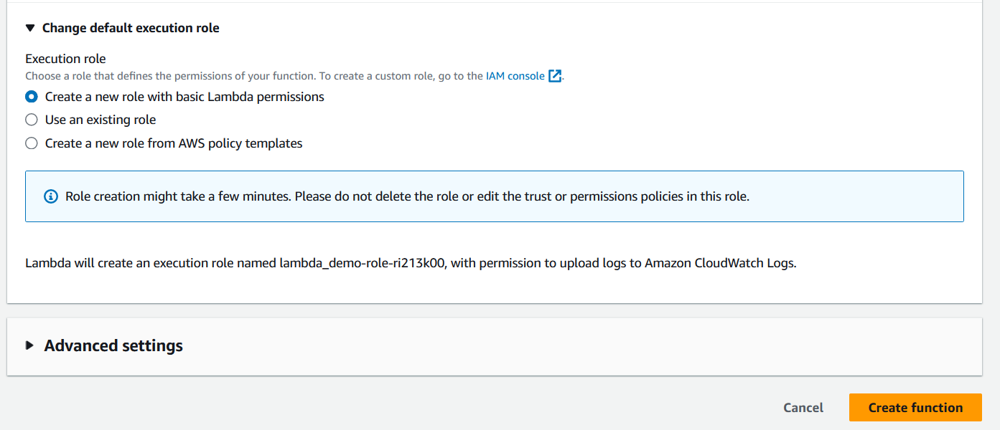 Change default execution role
Execution role
Choose a role that defines the permissions of your function. To create a custom role, go to the IAM console.
Create a new role with basic Lambda permissions
Use an existing role
Create a new role from AWS policy templates
Role creation might take a few minutes. Please do not delete the role or edit the trust or permissions policies in this role.
Lambda will create an execution role named lambda_demo-role-ri213k00, with permission to upload logs to Amazon CloudWatch Logs.
Advanced settings
Cancel
Create function